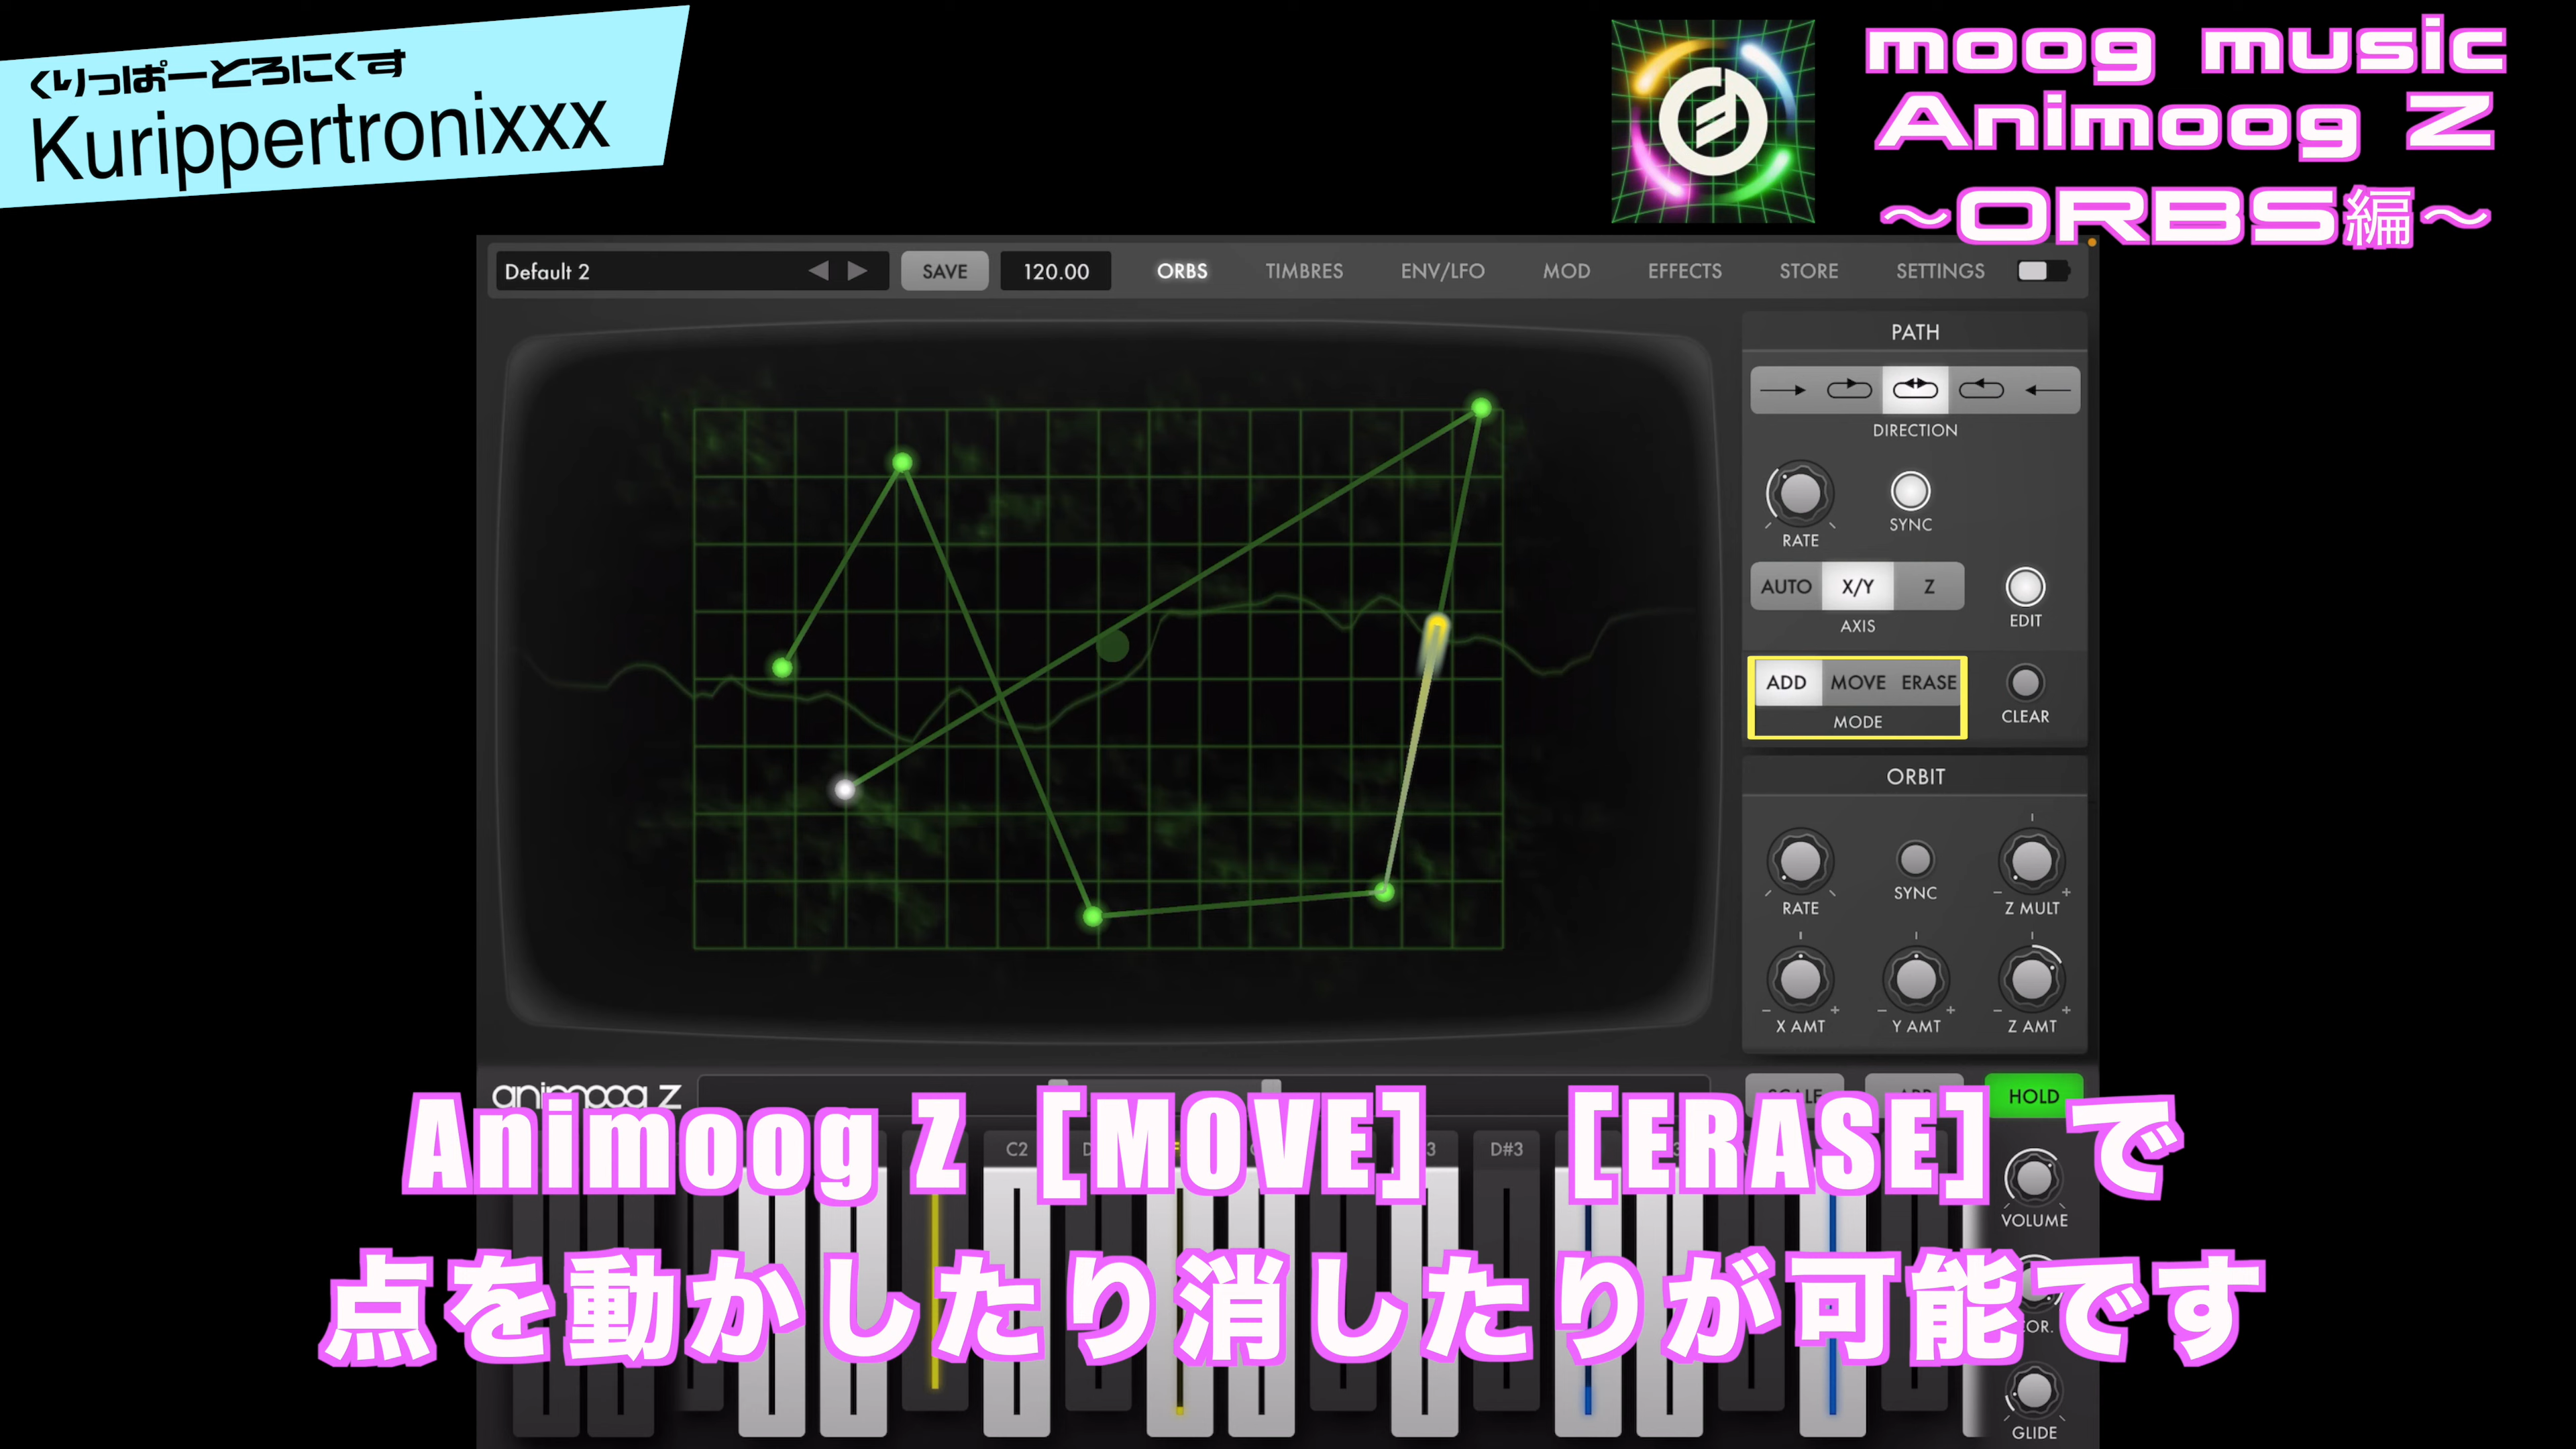 くりっぱーとろにくす
Kurippertronixxx
moog music
Animoog Z
〜ORBS編〜
Default 2
SAVE
120.00
ORBS
TIMBRES
ENV/LFO
MOD
EFFECTS
STORE
SETTINGS
PATH
DIRECTION
RATE
SYNC
AUTO
X/Y
Z
AXIS
EDIT
ADD
MOVE
ERASE
MODE
CLEAR
ORBIT
RATE
SYNC
Z MULT
X AMT
Y AMT
Z AMT
animoog Z
HOLD
C2
D#3
Animoog Z［MOVE］［ERASE］で
点を動かしたり消したりが可能です
VOLUME
GLIDE